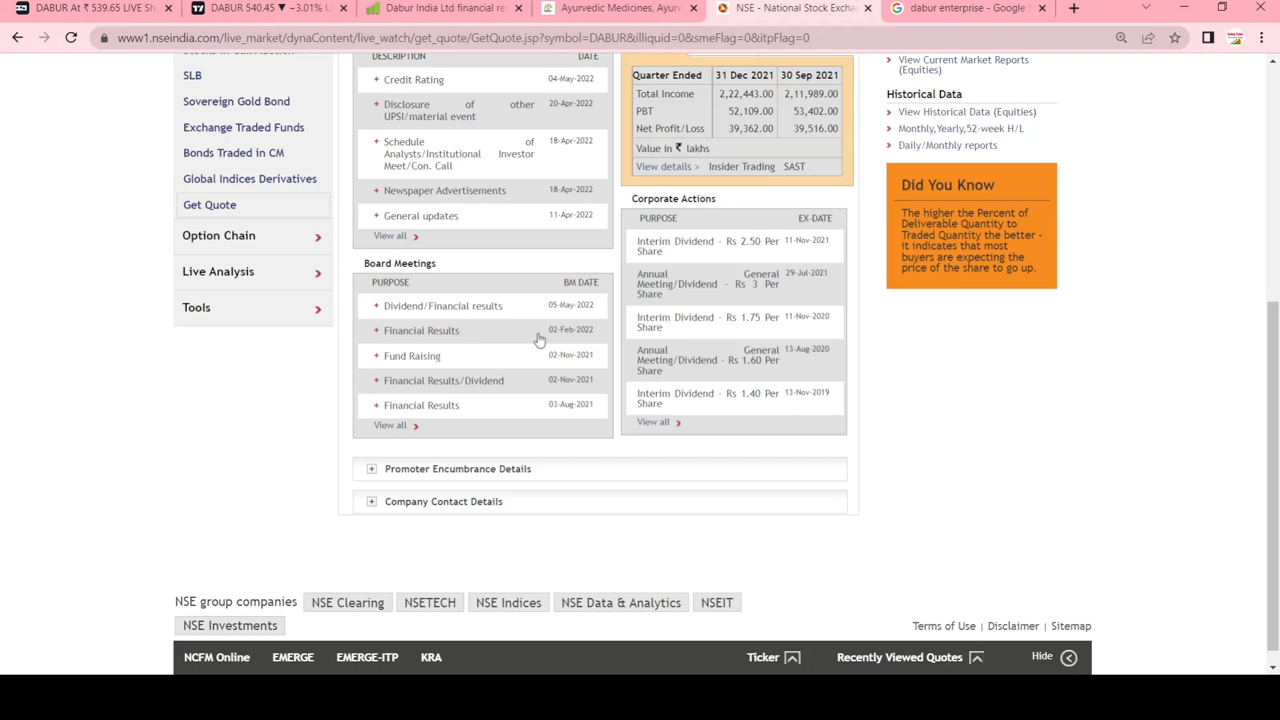 DABUR At ₹ 539.65 LIVE Sh
DABUR 540.45 ▼ −3.01% U
Dabur India Ltd financial re
Ayurvedic Medicines, Ayur
NSE - National Stock Excha
dabur enterprise - Google S
www1.nseindia.com/live_market/dynaContent/live_watch/get_quote/GetQuote.jsp?symbol=DABUR&illiquid=0&smeFlag=0&itpFlag=0
SLB
Sovereign Gold Bond
Exchange Traded Funds
Bonds Traded in CM
Global Indices Derivatives
Get Quote
Option Chain
Live Analysis
Tools
DESCRIPTION DATE
Credit Rating 04-May-2022
Disclosure of other 20-Apr-2022
UPSI/material event
Schedule of 18-Apr-2022
Analysts/Institutional Investor
Meet/Con. Call
Newspaper Advertisements 18-Apr-2022
General updates 11-Apr-2022
View all
Board Meetings
PURPOSE BM DATE
Dividend/Financial results 05-May-2022
Financial Results 02-Feb-2022
Fund Raising 02-Nov-2021
Financial Results/Dividend 02-Nov-2021
Financial Results 03-Aug-2021
View all
Quarter Ended 31 Dec 2021 30 Sep 2021
Total Income 2,22,443.00 2,11,989.00
PBT 52,109.00 53,402.00
Net Profit/Loss 39,362.00 39,516.00
Value in ₹ lakhs
View details > Insider Trading SAST
Corporate Actions
PURPOSE EX-DATE
Interim Dividend - Rs 2.50 Per 11-Nov-2021
Share
Annual General 29-Jul-2021
Meeting/Dividend - Rs 3 Per
Share
Interim Dividend - Rs 1.75 Per 11-Nov-2020
Share
Annual General 13-Aug-2020
Meeting/Dividend - Rs 1.60 Per
Share
Interim Dividend - Rs 1.40 Per 13-Nov-2019
Share
View all
View Current Market Reports
(Equities)
Historical Data
View Historical Data (Equities)
Monthly,Yearly,52-week H/L
Daily/Monthly reports
Did You Know
The higher the Percent of
Deliverable Quantity to
Traded Quantity the better -
it indicates that most
buyers are expecting the
price of the share to go up.
Promoter Encumbrance Details
Company Contact Details
NSE group companies NSE Clearing NSETECH NSE Indices NSE Data & Analytics NSEIT
NSE Investments
Terms of Use | Disclaimer | Sitemap
NCFM Online EMERGE EMERGE-ITP KRA Ticker Recently Viewed Quotes Hide